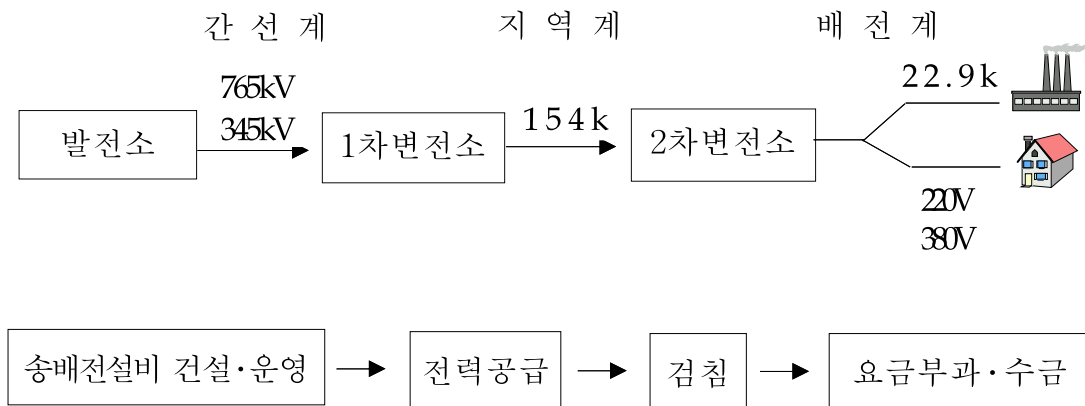 간 선 계 지 역 계 배 전 계
765kV
345kV
154k
22.9k
발전소 1차변전소 2차변전소
220V
380V
송배전설비 건설·운영 전력공급 검침 요금부과·수금